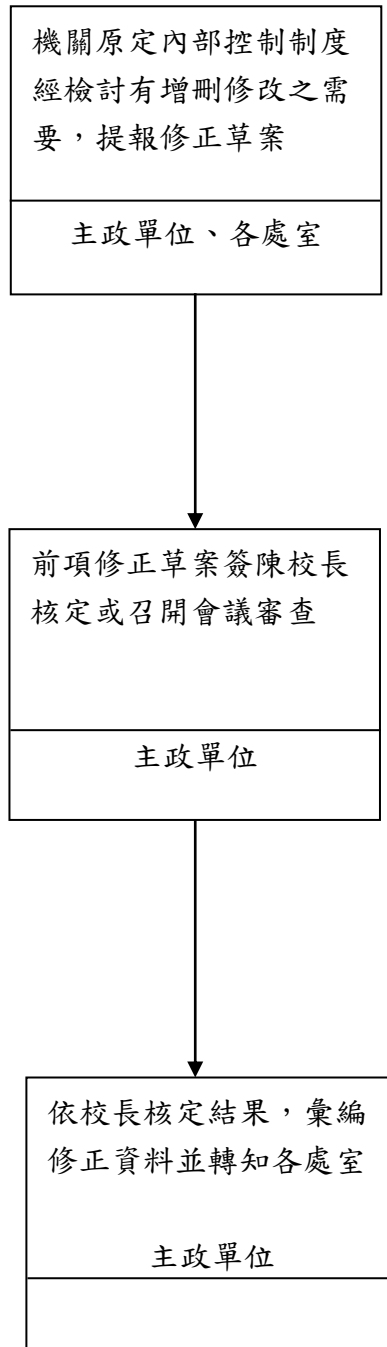 機關原定內部控制制度
經檢討有增刪修改之需
要，提報修正草案
主政單位、各處室
前項修正草案簽陳校長
核定或召開會議審查
主政單位
依校長核定結果，彙編
修正資料並轉知各處室
主政單位